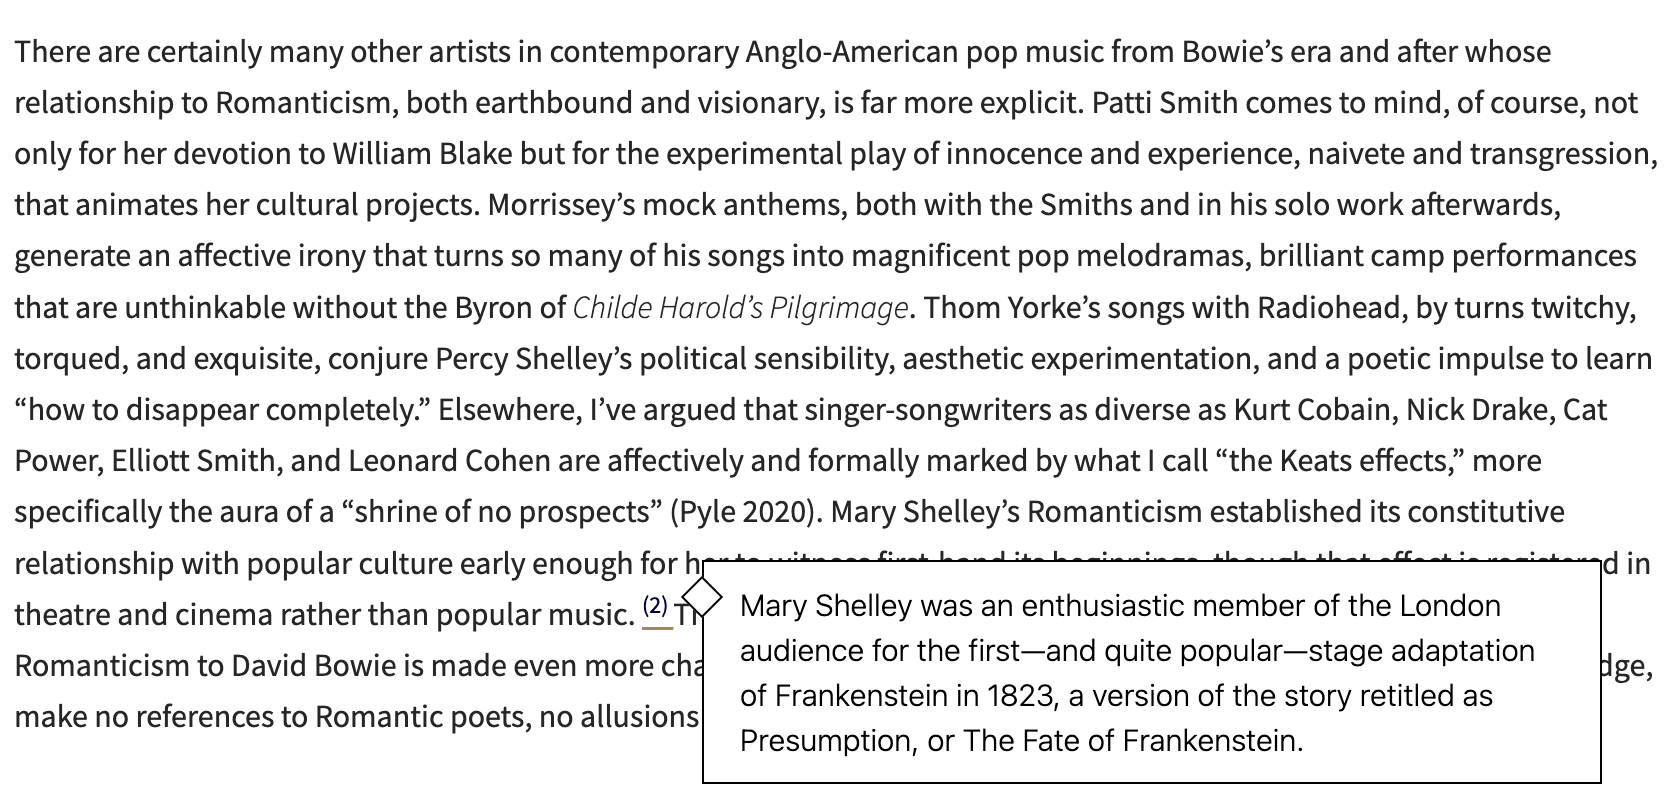 There are certainly many other artists in contemporary Anglo-American pop music from Bowie’s era and after whose
relationship to Romanticism, both earthbound and visionary, is far more explicit. Patti Smith comes to mind, of course, not
only for her devotion to William Blake but for the experimental play of innocence and experience, naivete and transgression,
that animates her cultural projects. Morrissey’s mock anthems, both with the Smiths and in his solo work afterwards,
generate an affective irony that turns so many of his songs into magnificent pop melodramas, brilliant camp performances
that are unthinkable without the Byron of Childe Harold’s Pilgrimage. Thom Yorke’s songs with Radiohead, by turns twitchy,
torqued, and exquisite, conjure Percy Shelley’s political sensibility, aesthetic experimentation, and a poetic impulse to learn
“how to disappear completely.” Elsewhere, I’ve argued that singer-songwriters as diverse as Kurt Cobain, Nick Drake, Cat
Power, Elliott Smith, and Leonard Cohen are affectively and formally marked by what I call “the Keats effects,” more
specifically the aura of a “shrine of no prospects” (Pyle 2020). Mary Shelley’s Romanticism established its constitutive
relationship with popular culture early enough for her to witness first-hand its beginnings, though that effect is registered in
theatre and cinema rather than popular music. (2)
Romanticism to David Bowie is made even more
make no references to Romantic poets, no allusions
Mary Shelley was an enthusiastic member of the London
audience for the first—and quite popular—stage adaptation
of Frankenstein in 1823, a version of the story retitled as
Presumption, or The Fate of Frankenstein.